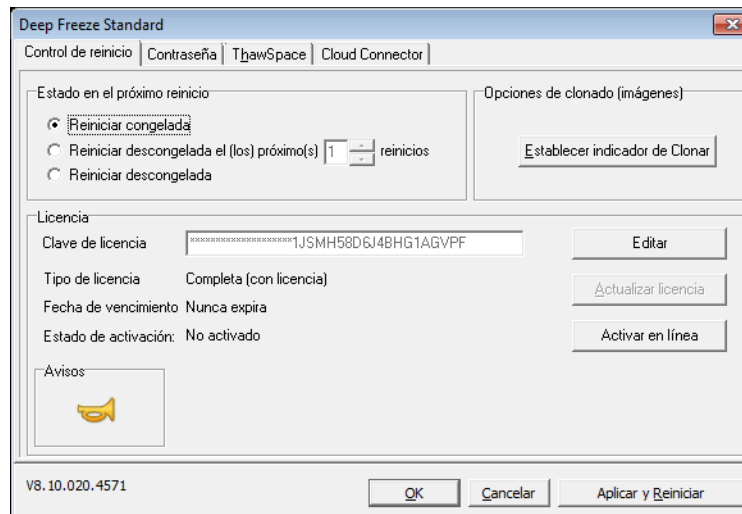 Deep Freeze Standard
Control de reinicio
Contraseña
ThawSpace
Cloud Connector
Estado en el próximo reinicio
Reiniciar congelada
Reiniciar descongelada el (los) próximo(s) 1 reinicios
Reiniciar descongelada
Opciones de clonado (imágenes)
Establecer indicador de Clonar
Licencia
Clave de licencia ********************1JSMH58D6J4BHG1AGVPF
Editar
Tipo de licencia Completa (con licencia)
Actualizar licencia
Fecha de vencimiento Nunca expira
Estado de activación: No activado
Activar en línea
Avisos
V8.10.020.4571
OK
Cancelar
Aplicar y Reiniciar